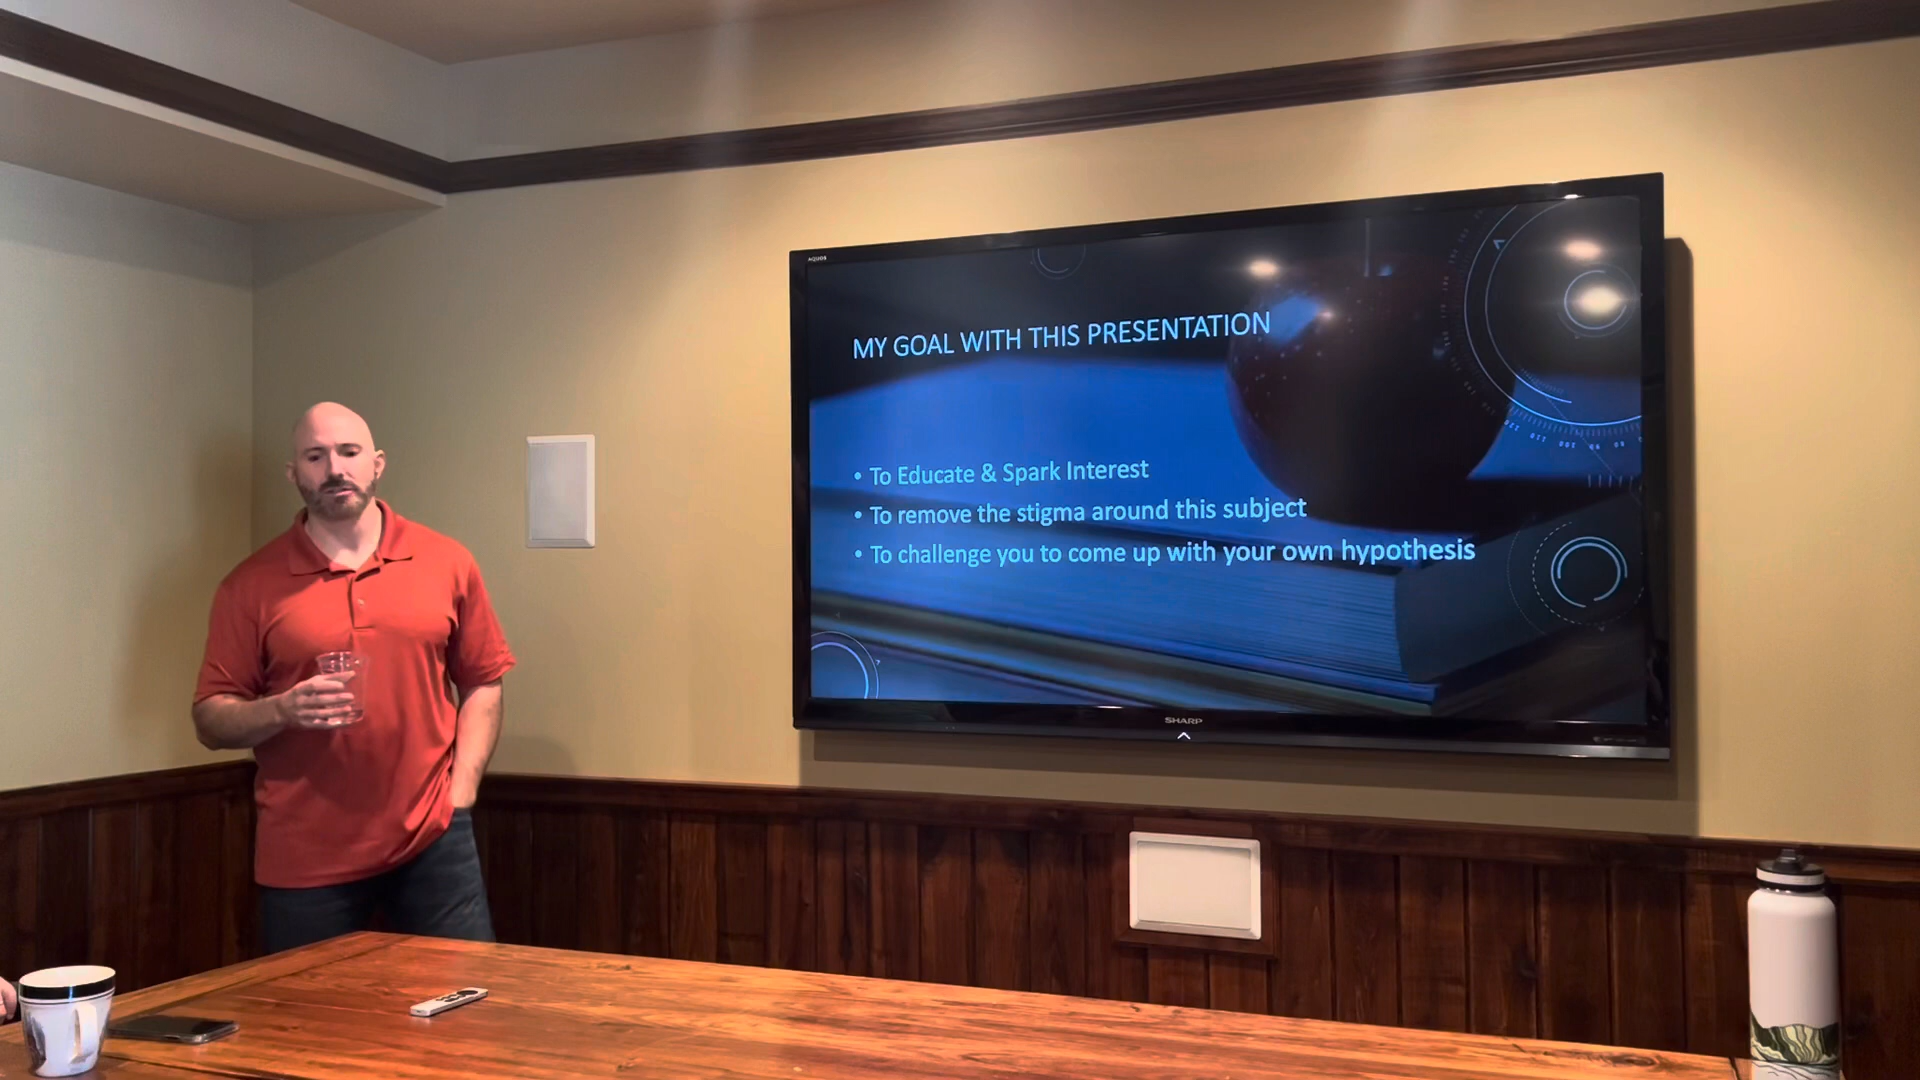 AQUOS
MY GOAL WITH THIS PRESENTATION
• To Educate & Spark Interest
• To remove the stigma around this subject
• To challenge you to come up with your own hypothesis
SHARP